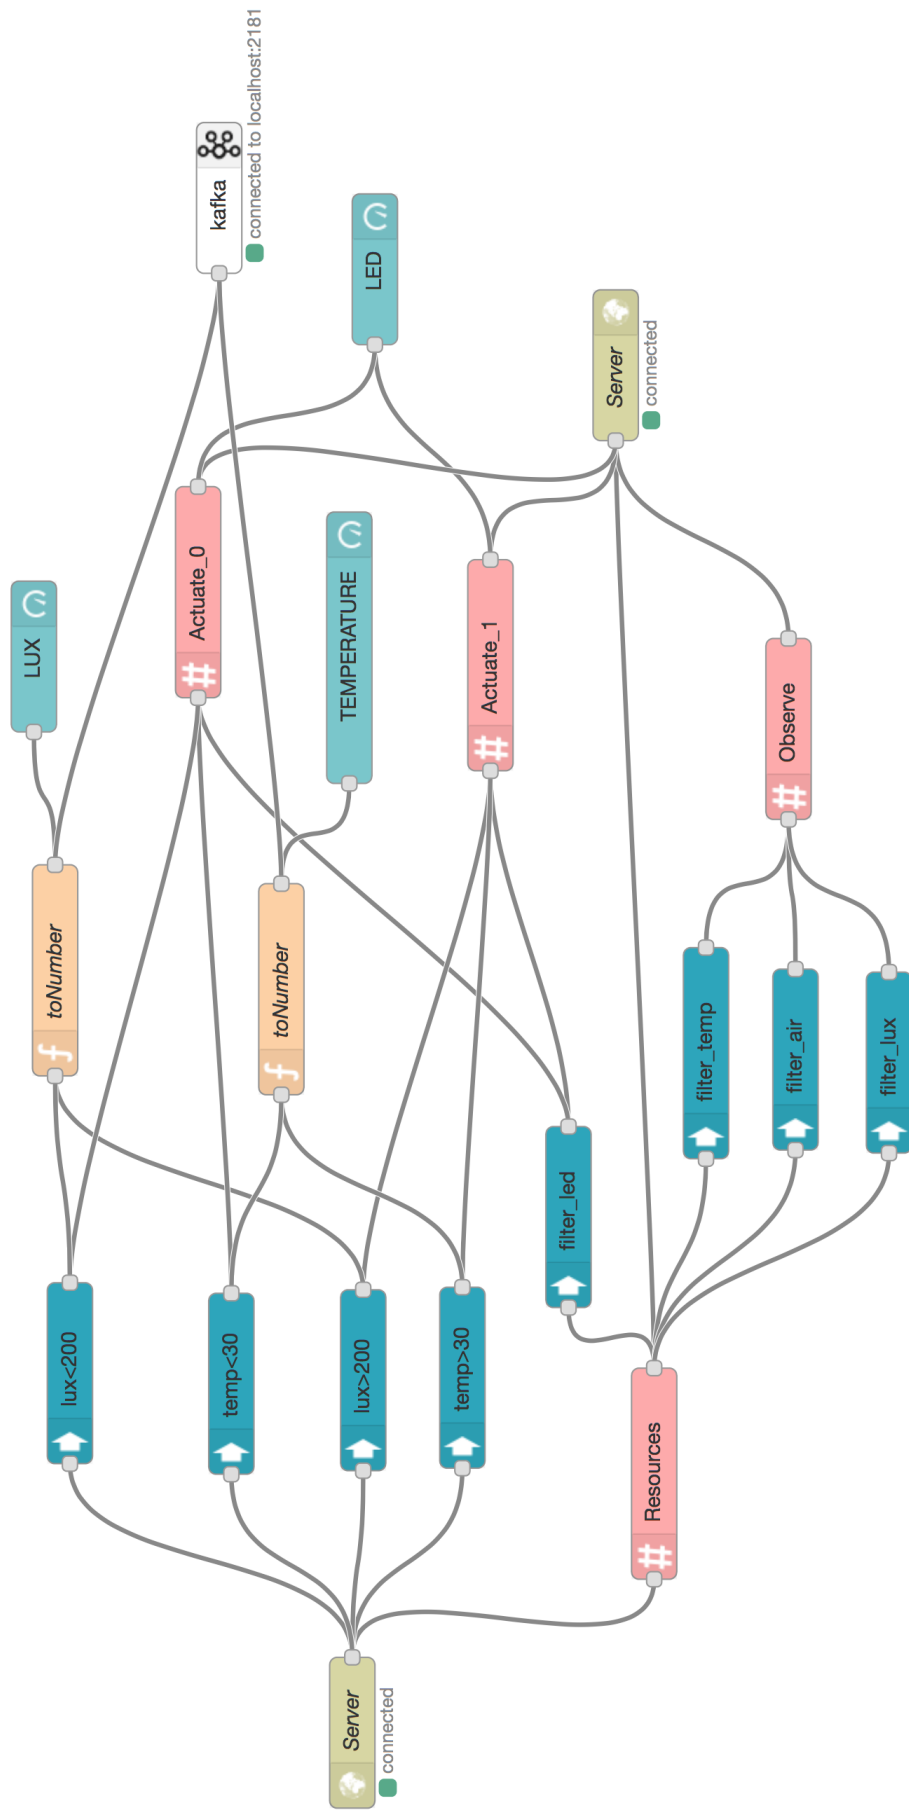 Server
connected
lux<200
temp<30
lux>200
temp>30
Resources
toNumber
toNumber
filter_led
filter_temp
filter_air
filter_lux
LUX
Actuate_0
TEMPERATURE
Actuate_1
Observe
kafka
connected to localhost:2181
LED
Server
connected